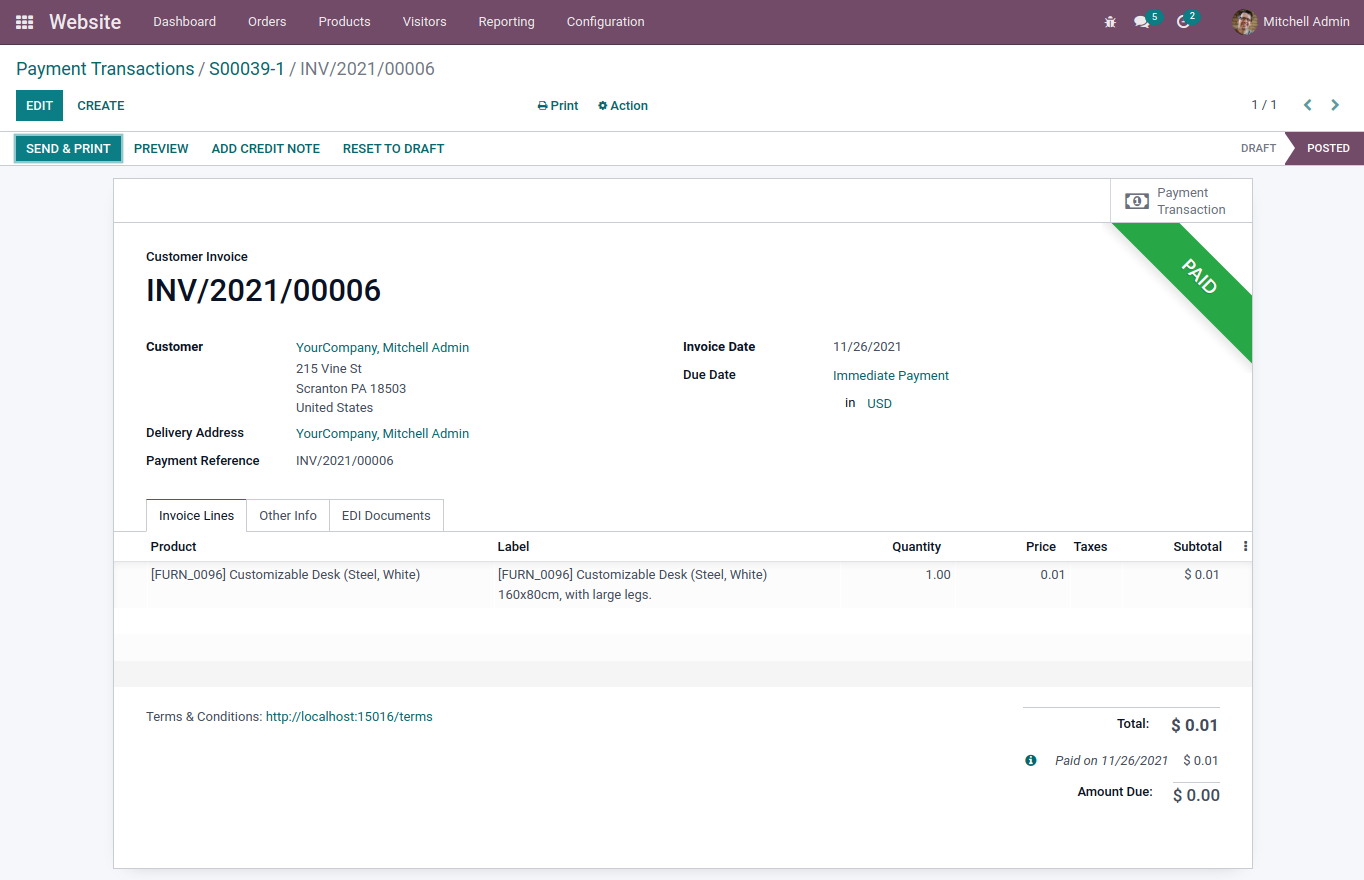 Website Dashboard Orders Products Visitors Reporting Configuration 5 2 Mitchell Admin
Payment Transactions / S00039-1 / INV/2021/00006
EDIT CREATE Print Action 1 / 1
SEND & PRINT PREVIEW ADD CREDIT NOTE RESET TO DRAFT DRAFT POSTED
Payment
Transaction
PAID
Customer Invoice
INV/2021/00006
Customer YourCompany, Mitchell Admin Invoice Date 11/26/2021
215 Vine St Due Date Immediate Payment
Scranton PA 18503
United States in USD
Delivery Address YourCompany, Mitchell Admin
Payment Reference INV/2021/00006
Invoice Lines Other Info EDI Documents
Product Label Quantity Price Taxes Subtotal
[FURN_0096] Customizable Desk (Steel, White) [FURN_0096] Customizable Desk (Steel, White) 1.00 0.01 $ 0.01
160x80cm, with large legs.
Terms & Conditions: http://localhost:15016/terms
Total: $ 0.01
Paid on 11/26/2021 $ 0.01
Amount Due: $ 0.00